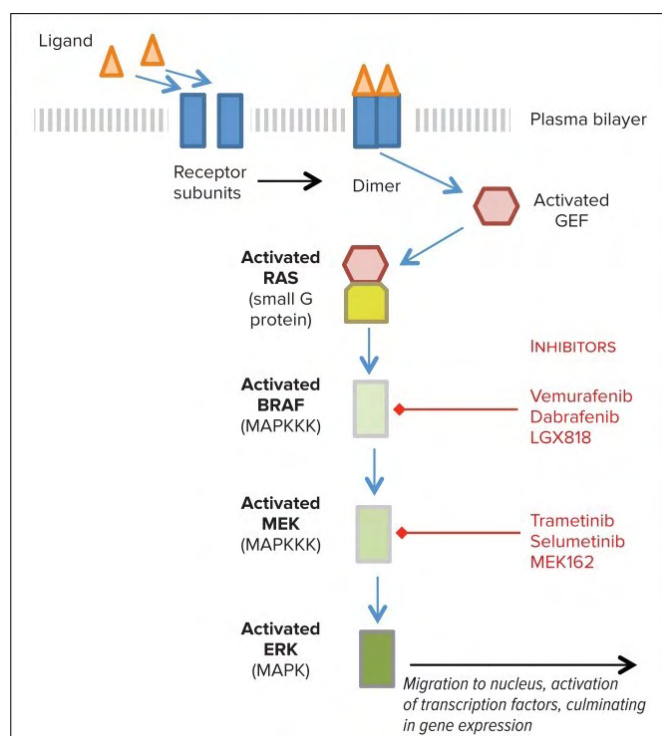 Ligand
Plasma bilayer
Receptor
subunits
Dimer
Activated
GEF
Activated
RAS
(small G
protein)
INHIBITORS
Activated
BRAF
(MAPKKK)
Vemurafenib
Dabrafenib
LGX818
Activated
MEK
(MAPKKK)
Trametinib
Selumetinib
MEK162
Activated
ERK
(MAPK)
Migration to nucleus, activation
of transcription factors, culminating
in gene expression